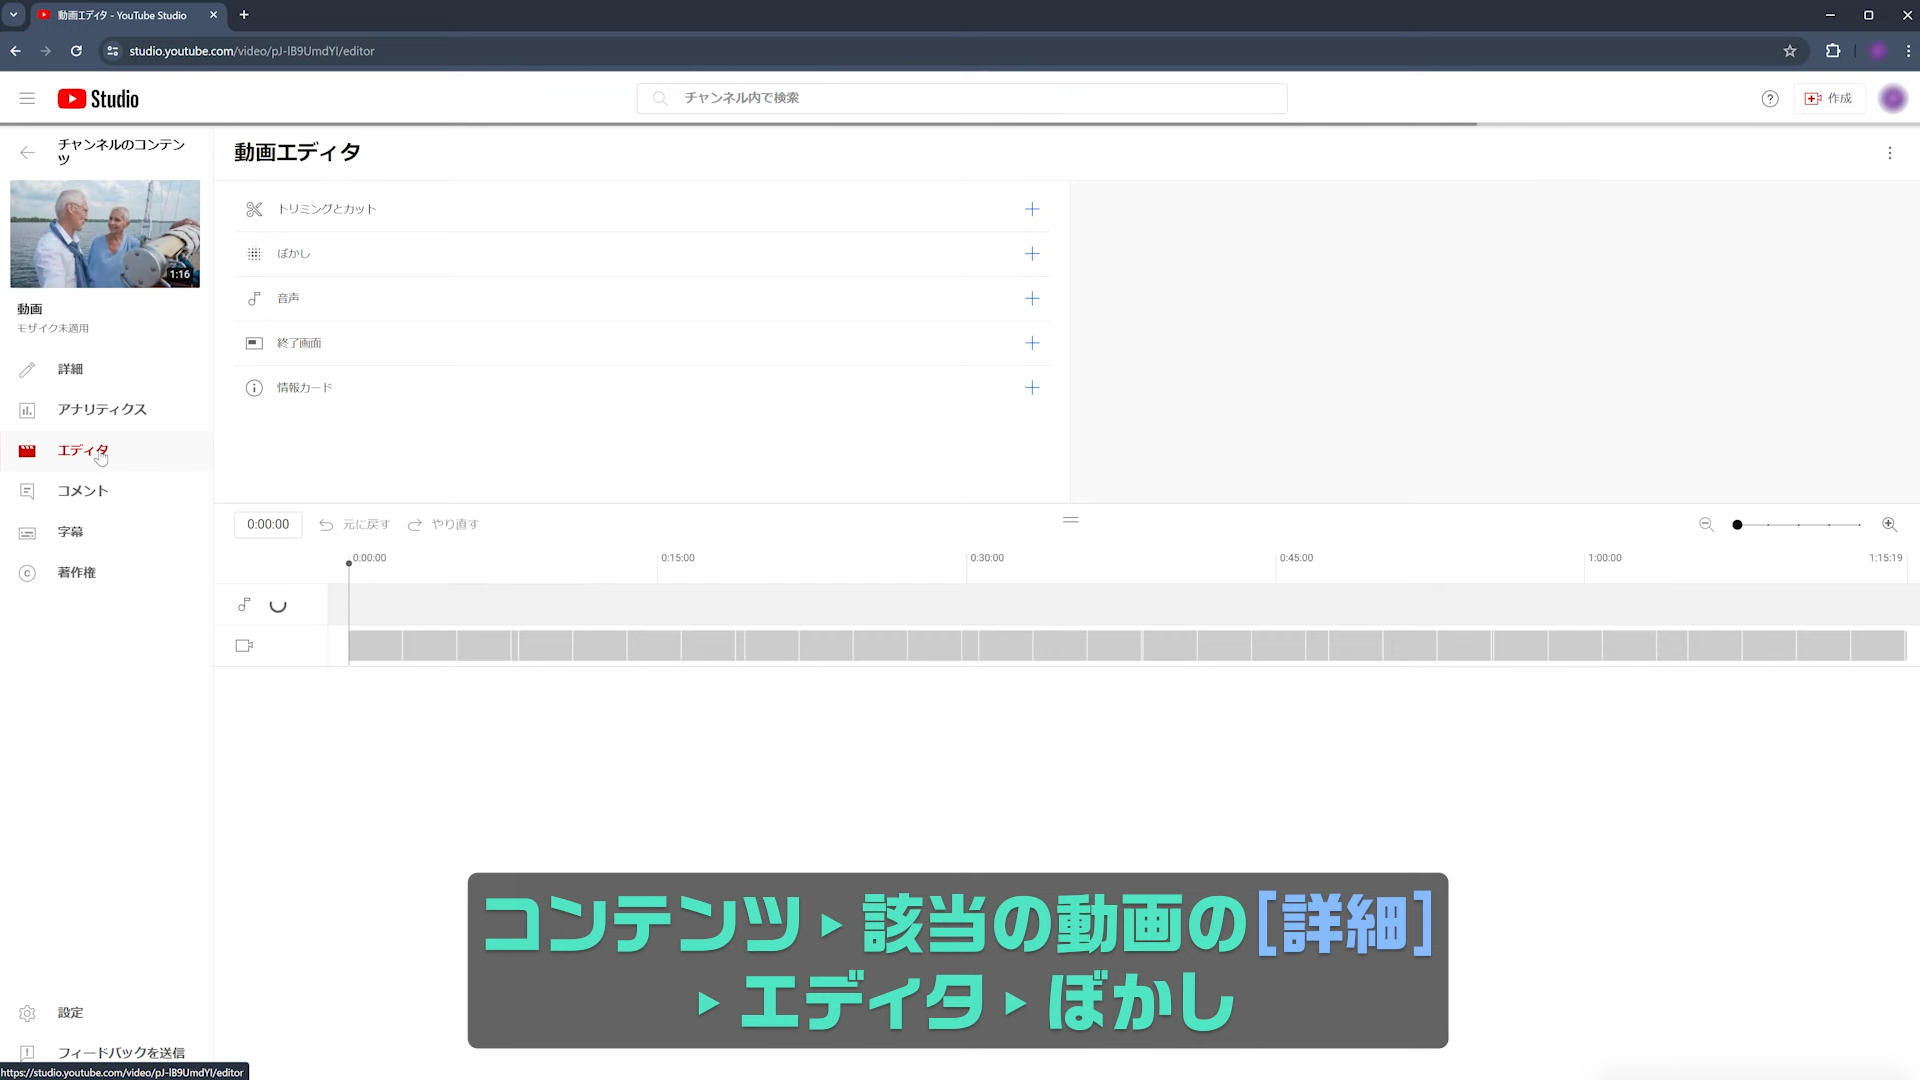 動画エディタ - YouTube Studio
studio.youtube.com/video/pJ-lB9UmdYI/editor
Studio
チャンネル内で検索
作成
チャンネルのコンテン
ツ
1:16
動画
モザイク未適用
詳細
アナリティクス
エディタ
コメント
字幕
著作権
設定
フィードバックを送信
https://studio.youtube.com/video/pJ-lB9UmdYI/editor
動画エディタ
トリミングとカット
ぼかし
音声
終了画面
情報カード
0:00:00
元に戻す
やり直す
0:00:00
0:15:00
0:30:00
0:45:00
1:00:00
1:15:19
コンテンツ▸該当の動画の[詳細]
▸エディタ▸ぼかし